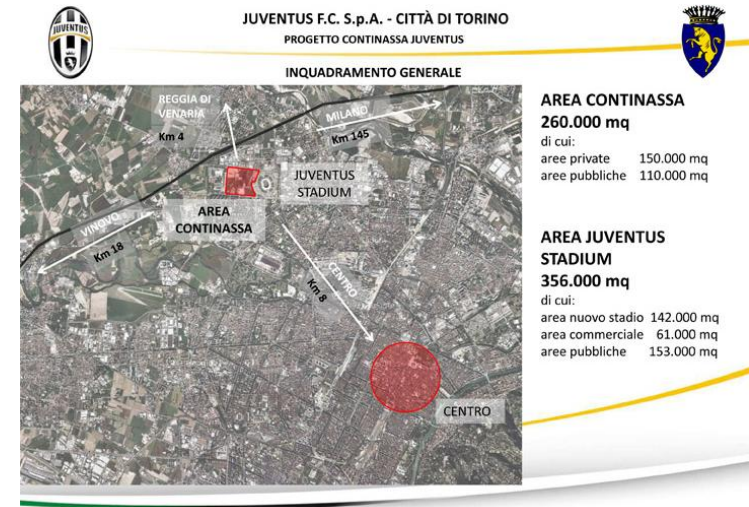 JUVENTUS
JUVENTUS F.C. S.p.A. - CITTÀ DI TORINO
PROGETTO CONTINASSA JUVENTUS
INQUADRAMENTO GENERALE
REGGIA DI
VENARIA
Km 4
MILANO
Km 145
JUVENTUS
STADIUM
AREA
CONTINASSA
VINOVO
Km 18
CENTRO
Km 8
CENTRO
AREA CONTINASSA
260.000 mq
di cui:
aree private 150.000 mq
aree pubbliche 110.000 mq
AREA JUVENTUS
STADIUM
356.000 mq
di cui:
area nuovo stadio 142.000 mq
area commerciale 61.000 mq
aree pubbliche 153.000 mq